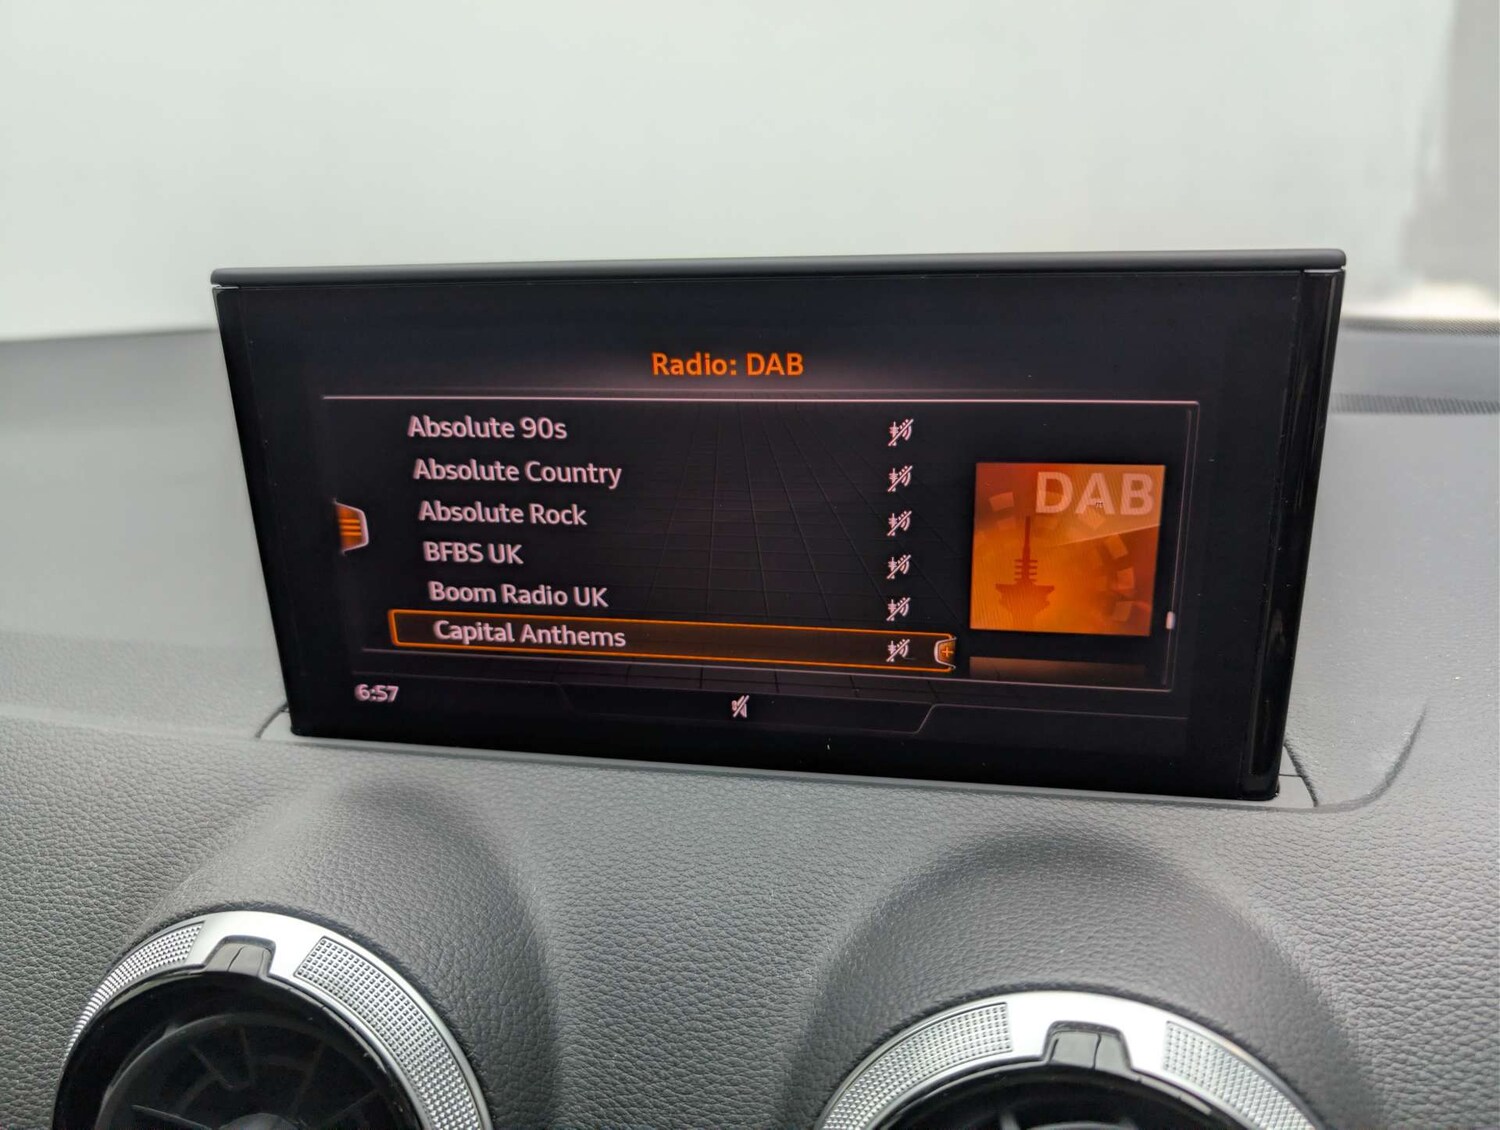 Radio: DAB
Absolute 90s
Absolute Country
Absolute Rock
BFBS UK
Boom Radio UK
Capital Anthems
DAB
6:57